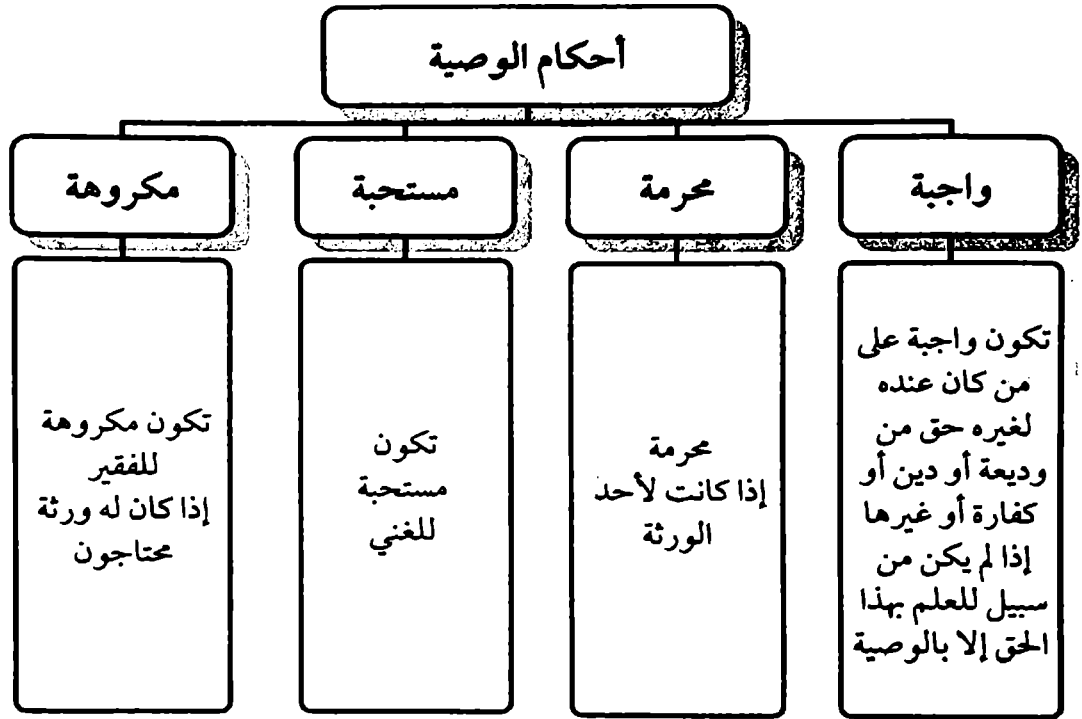 أحكام الوصية
واجبة
محرمة
مستحبة
مكروهة
تكون واجبة على
من كان عنده
لغيره حق من
وديعة أو دين أو
كفارة أو غيرها
إذا لم يكن من
سبيل للعلم بهذا
الحق إلا بالوصية
محرمة
إذا كانت لأحد
الورثة
تكون
مستحبة
للغني
تكون مكروهة
للفقير
إذا كان له ورثة
محتاجون